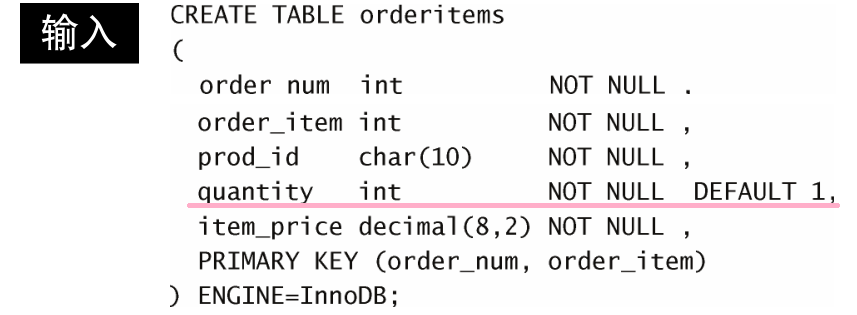 输入
CREATE TABLE orderitems
(
order num int NOT NULL .
order_item int NOT NULL ,
prod_id char(10) NOT NULL ,
quantity int NOT NULL DEFAULT 1,
item_price decimal(8,2) NOT NULL ,
PRIMARY KEY (order_num, order_item)
) ENGINE=InnoDB;